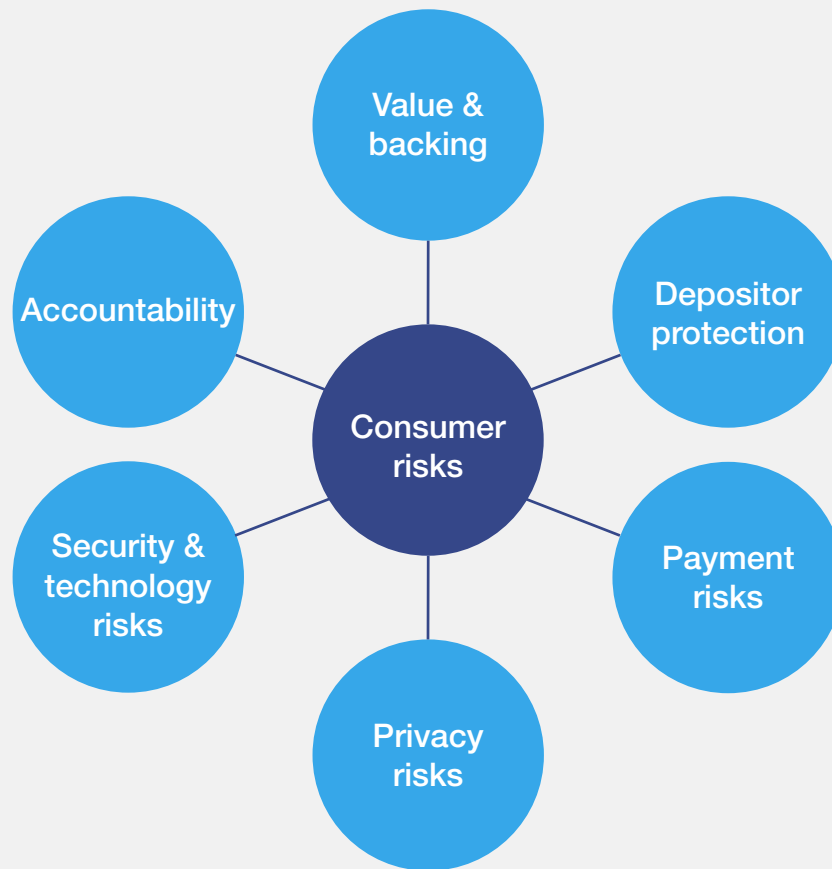 Value &
backing
Accountability
Depositor
protection
Consumer
risks
Security &
technology
risks
Payment
risks
Privacy
risks